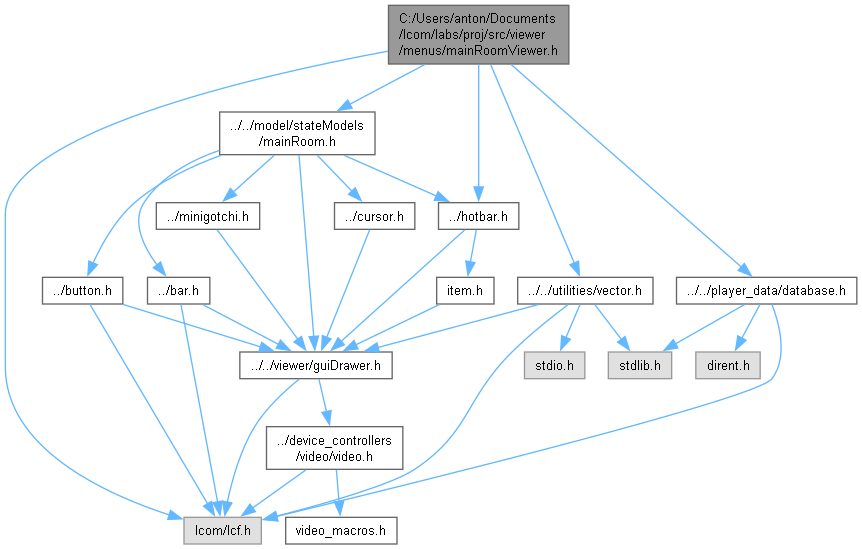 C:/Users/anton/Documents
/lcom/labs/proj/src/viewer
/menus/mainRoomViewer.h
../../model/stateModels
/mainRoom.h
../minigotchi.h
../cursor.h
../hotbar.h
../button.h
../bar.h
item.h
../../utilities/vector.h
../../player_data/database.h
../../viewer/guiDrawer.h
stdio.h
stdlib.h
dirent.h
../device_controllers
/video/video.h
lcom/lcf.h
video_macros.h